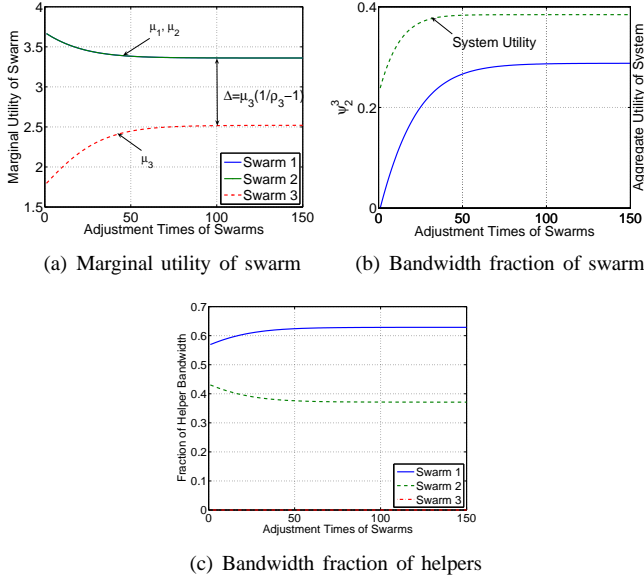 4
3.5
3
2.5
2
1.5
0
50
100
150
Marginal Utility of Swarm
Adjustment Times of Swarms
μ1, μ2
Δ=μ3(1/ρ3−1)
μ3
Swarm 1
Swarm 2
Swarm 3
(a) Marginal utility of swarm
0.4
0.2
0
0
50
100
150
ψ_2^3
System Utility
Aggregate Utility of System
Adjustment Times of Swarms
(b) Bandwidth fraction of swarm
0.7
0.6
0.5
0.4
0.3
0.2
0.1
0
0
50
100
150
Fraction of Helper Bandwidth
Swarm 1
Swarm 2
Swarm 3
Adjustment Times of Swarms
(c) Bandwidth fraction of helpers